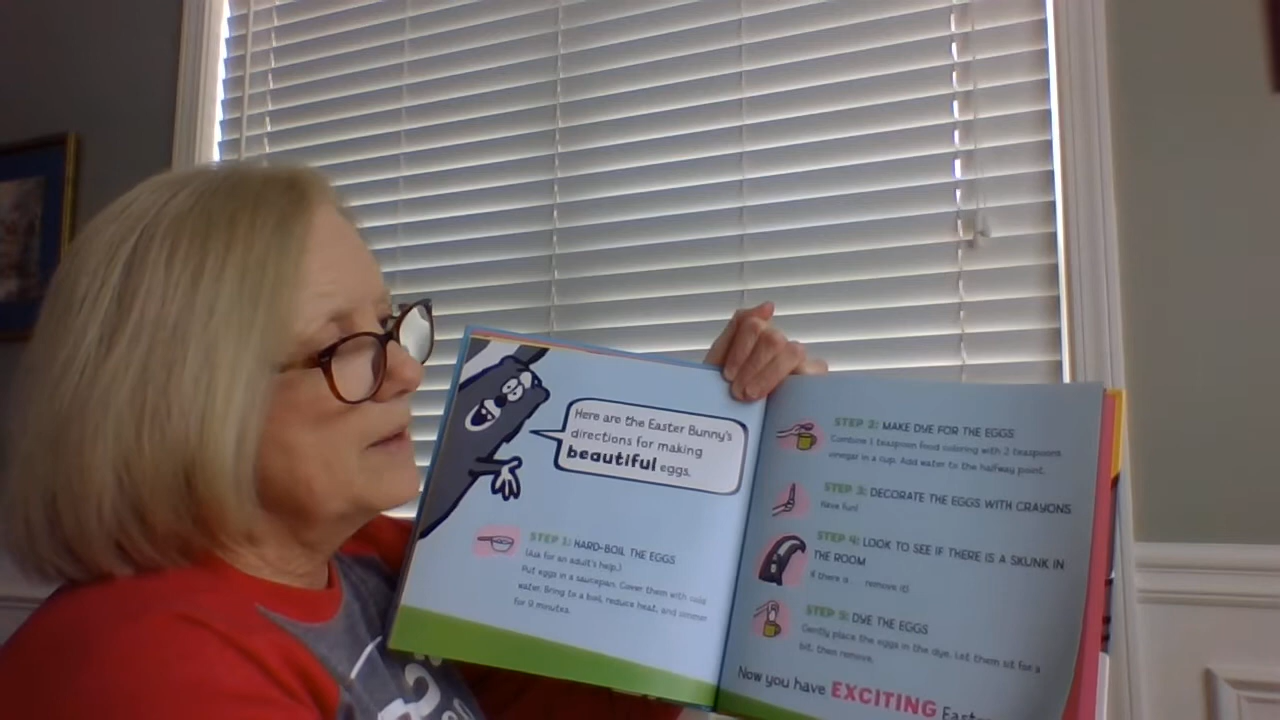 Here are the Easter Bunny's
directions for making
beautiful eggs.
STEP 1: HARD-BOIL THE EGGS
(Ask for an adult's help.)
Put eggs in a saucepan. Cover them with cold
water. Bring to a boil, reduce heat, and simmer
for 9 minutes.
STEP 2: MAKE DYE FOR THE EGGS
Combine 1 teaspoon food coloring with 2 teaspoons
vinegar in a cup. Add water to the halfway point.
STEP 3: DECORATE THE EGGS WITH CRAYONS
Have fun!
STEP 4: LOOK TO SEE IF THERE IS A SKUNK IN
THE ROOM
If there is... remove it!
STEP 5: DYE THE EGGS
Gently place the eggs in the dye. Let them sit for a
bit, then remove.
Now you have EXCITING